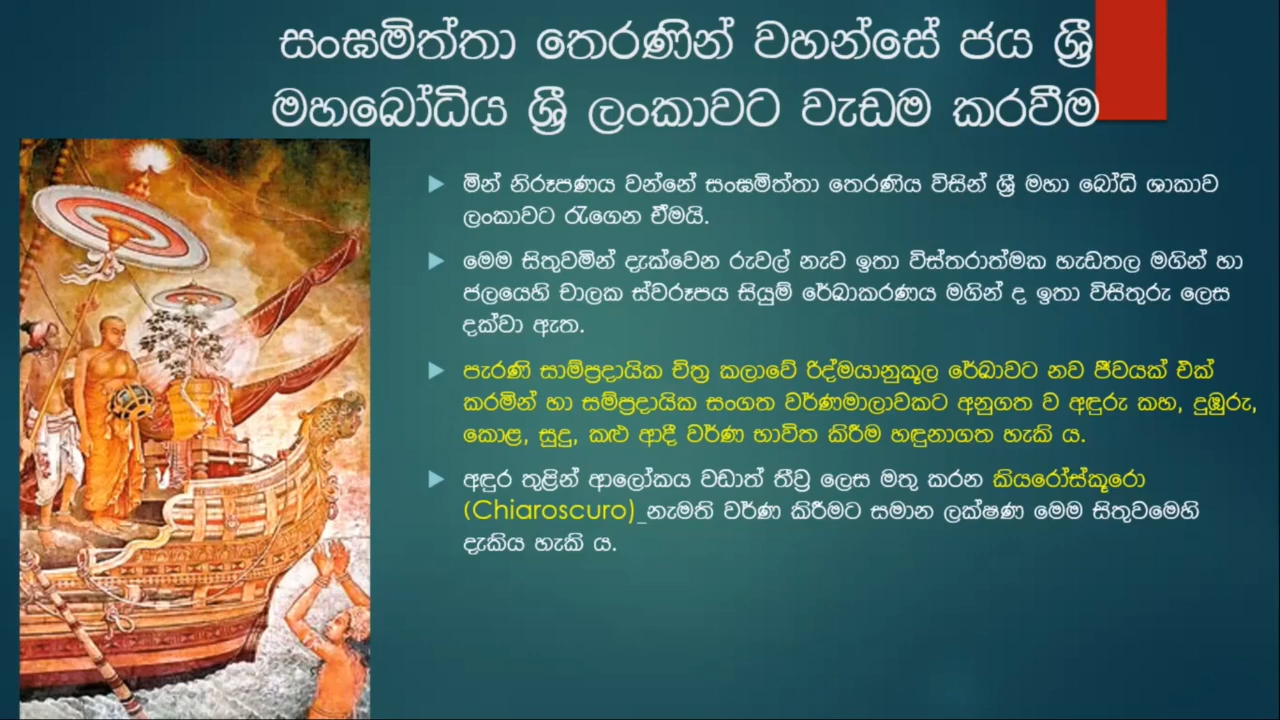 සංඝමිත්තා තෙරණින් වහන්සේ ජය ශ්‍රී
මහබෝධිය ශ්‍රී ලංකාවට වැඩම කරවීම
මින් නිරූපණය වන්නේ සංඝමිත්තා තෙරණිය විසින් ශ්‍රී මහා බෝධි ශාකාව
ලංකාවට රැගෙන ඒමයි.
මෙම සිතුවමින් දැක්වෙන රුවල් නැව ඉතා විස්තරාත්මක හැඩතල මගින් හා
ජලයෙහි චාලක ස්වරූපය සියුම් රේඛාකරණය මගින් ද ඉතා විසිතුරු ලෙස
දක්වා ඇත.
පැරණි සාම්ප්‍රදායික චිත්‍ර කලාවේ රිද්මයානුකූල රේඛාවට නව ජීවයක් එක්
කරමින් හා සම්ප්‍රදායික සංගත වර්ණමාලාවකට අනුගත ව අඳුරු කහ, දුඹුරු,
කොළ, සුදු, කළු ආදී වර්ණ භාවිත කිරීම හඳුනාගත හැකි ය.
අඳුර තුළින් ආලෝකය වඩාත් තීව්‍ර ලෙස මතු කරන කියරෝස්කූරො
(Chiaroscuro)_නැමති වර්ණ කිරීමට සමාන ලක්ෂණ මෙම සිතුවමෙහි
දැකිය හැකි ය.